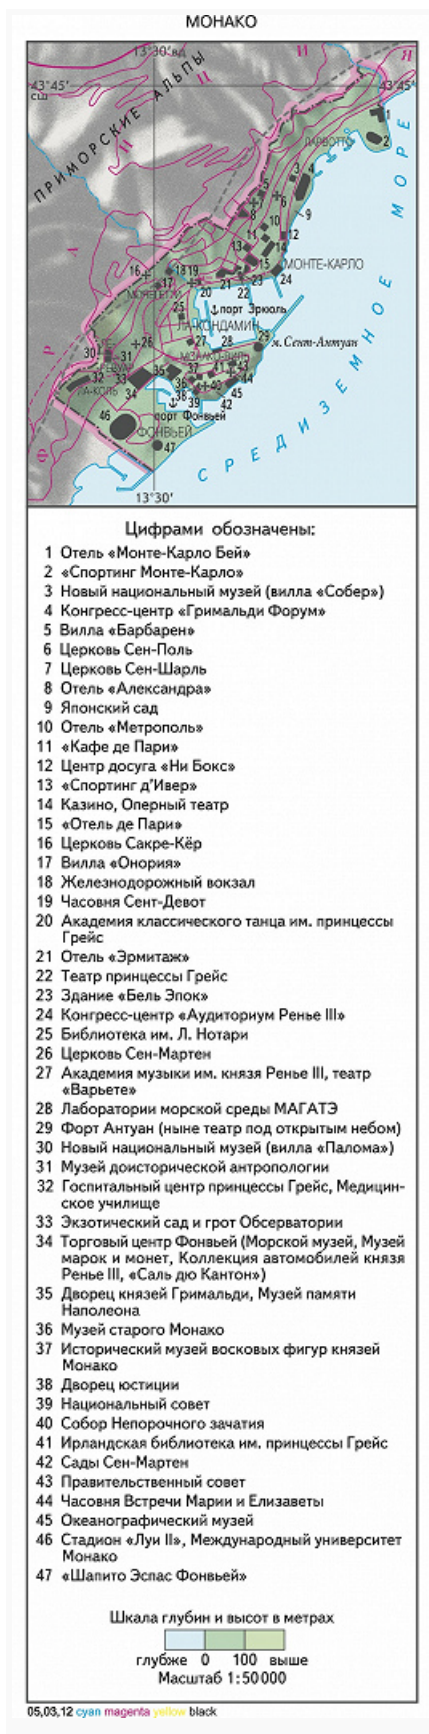 МОНАКО
13°30'вд
43°45'
сш
43°45'
ПРИМОРСКИЕ АЛЬПЫ
ЛАРВОТТО
МОНТЕ-КАРЛО
порт Эркюль
ЛА-КОНДАМИН
м. Сент-Антуан
МОНАКО-ВИЛЬ
ЛА-КОЛЬ
порт Фонвьей
ФОНВЬЕЙ
СРЕДИЗЕМНОЕ МОРЕ
13°30'
Цифрами обозначены:
1 Отель «Монте-Карло Бей»
2 «Спортинг Монте-Карло»
3 Новый национальный музей (вилла «Собер»)
4 Конгресс-центр «Гримальди Форум»
5 Вилла «Барбарен»
6 Церковь Сен-Поль
7 Церковь Сен-Шарль
8 Отель «Александра»
9 Японский сад
10 Отель «Метрополь»
11 «Кафе де Пари»
12 Центр досуга «Ни Бокс»
13 «Спортинг д'Ивер»
14 Казино, Оперный театр
15 «Отель де Пари»
16 Церковь Сакре-Кёр
17 Вилла «Онория»
18 Железнодорожный вокзал
19 Часовня Сент-Девот
20 Академия классического танца им. принцессы
Грейс
21 Отель «Эрмитаж»
22 Театр принцессы Грейс
23 Здание «Бель Эпок»
24 Конгресс-центр «Аудиториум Ренье III»
25 Библиотека им. Л. Нотари
26 Церковь Сен-Мартен
27 Академия музыки им. князя Ренье III, театр
«Варьете»
28 Лаборатории морской среды МАГАТЭ
29 Форт Антуан (ныне театр под открытым небом)
30 Новый национальный музей (вилла «Палома»)
31 Музей доисторической антропологии
32 Госпитальный центр принцессы Грейс, Медицин-
ское училище
33 Экзотический сад и грот Обсерватории
34 Торговый центр Фонвьей (Морской музей, Музей
марок и монет, Коллекция автомобилей князя
Ренье III, «Саль дю Кантон»)
35 Дворец князей Гримальди, Музей памяти
Наполеона
36 Музей старого Монако
37 Исторический музей восковых фигур князей
Монако
38 Дворец юстиции
39 Национальный совет
40 Собор Непорочного зачатия
41 Ирландская библиотека им. принцессы Грейс
42 Сады Сен-Мартен
43 Правительственный совет
44 Часовня Встречи Марии и Елизаветы
45 Океанографический музей
46 Стадион «Луи II», Международный университет
Монако
47 «Шапито Эспас Фонвьей»
Шкала глубин и высот в метрах
глубже 0 100 выше
Масштаб 1:50 000
05,03,12 cyan magenta yellow black